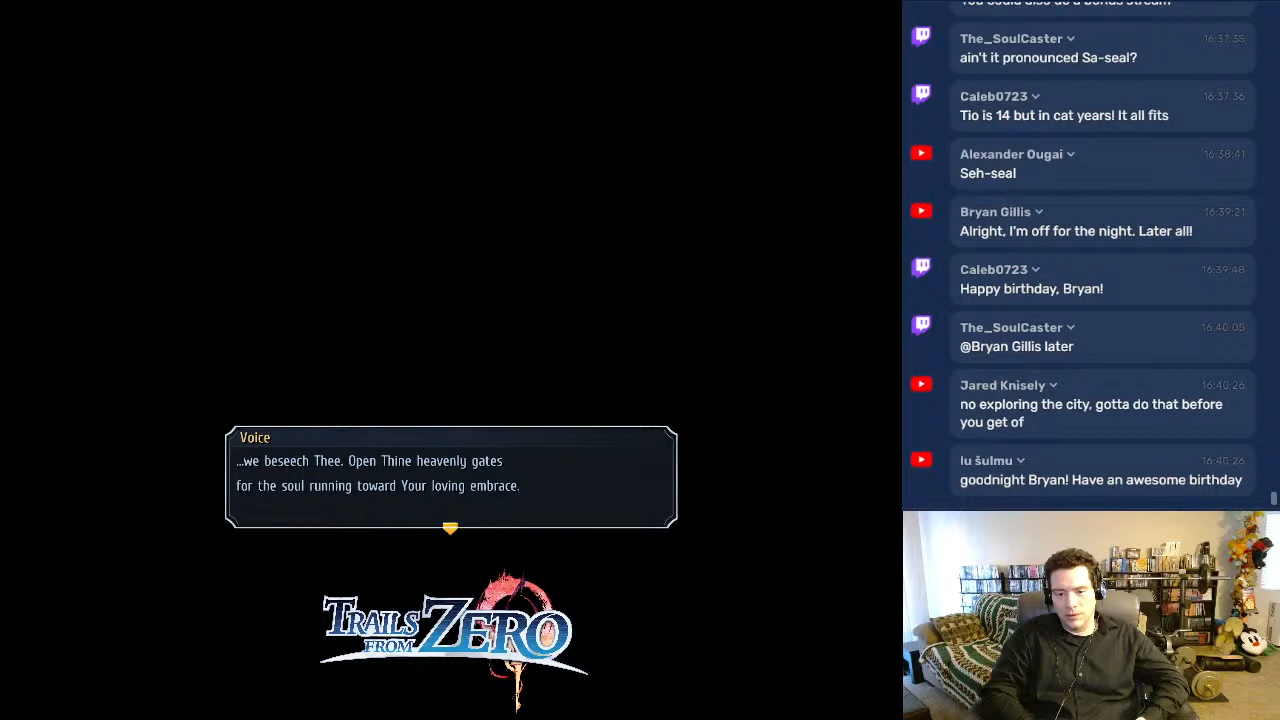 Voice
...we beseech Thee. Open Thine heavenly gates
for the soul running toward Your loving embrace.
TRAILS
FROM
ZERO
You could also do a bonus stream
The_SoulCaster 16:37:35
ain't it pronounced Sa-seal?
Caleb0723 16:37:36
Tio is 14 but in cat years! It all fits
Alexander Ougai 16:38:41
Seh-seal
Bryan Gillis 16:39:21
Alright, I'm off for the night. Later all!
Caleb0723 16:39:48
Happy birthday, Bryan!
The_SoulCaster 16:40:05
@Bryan Gillis later
Jared Knisely 16:40:26
no exploring the city, gotta do that before
you get of
lu šulmu 16:40:26
goodnight Bryan! Have an awesome birthday